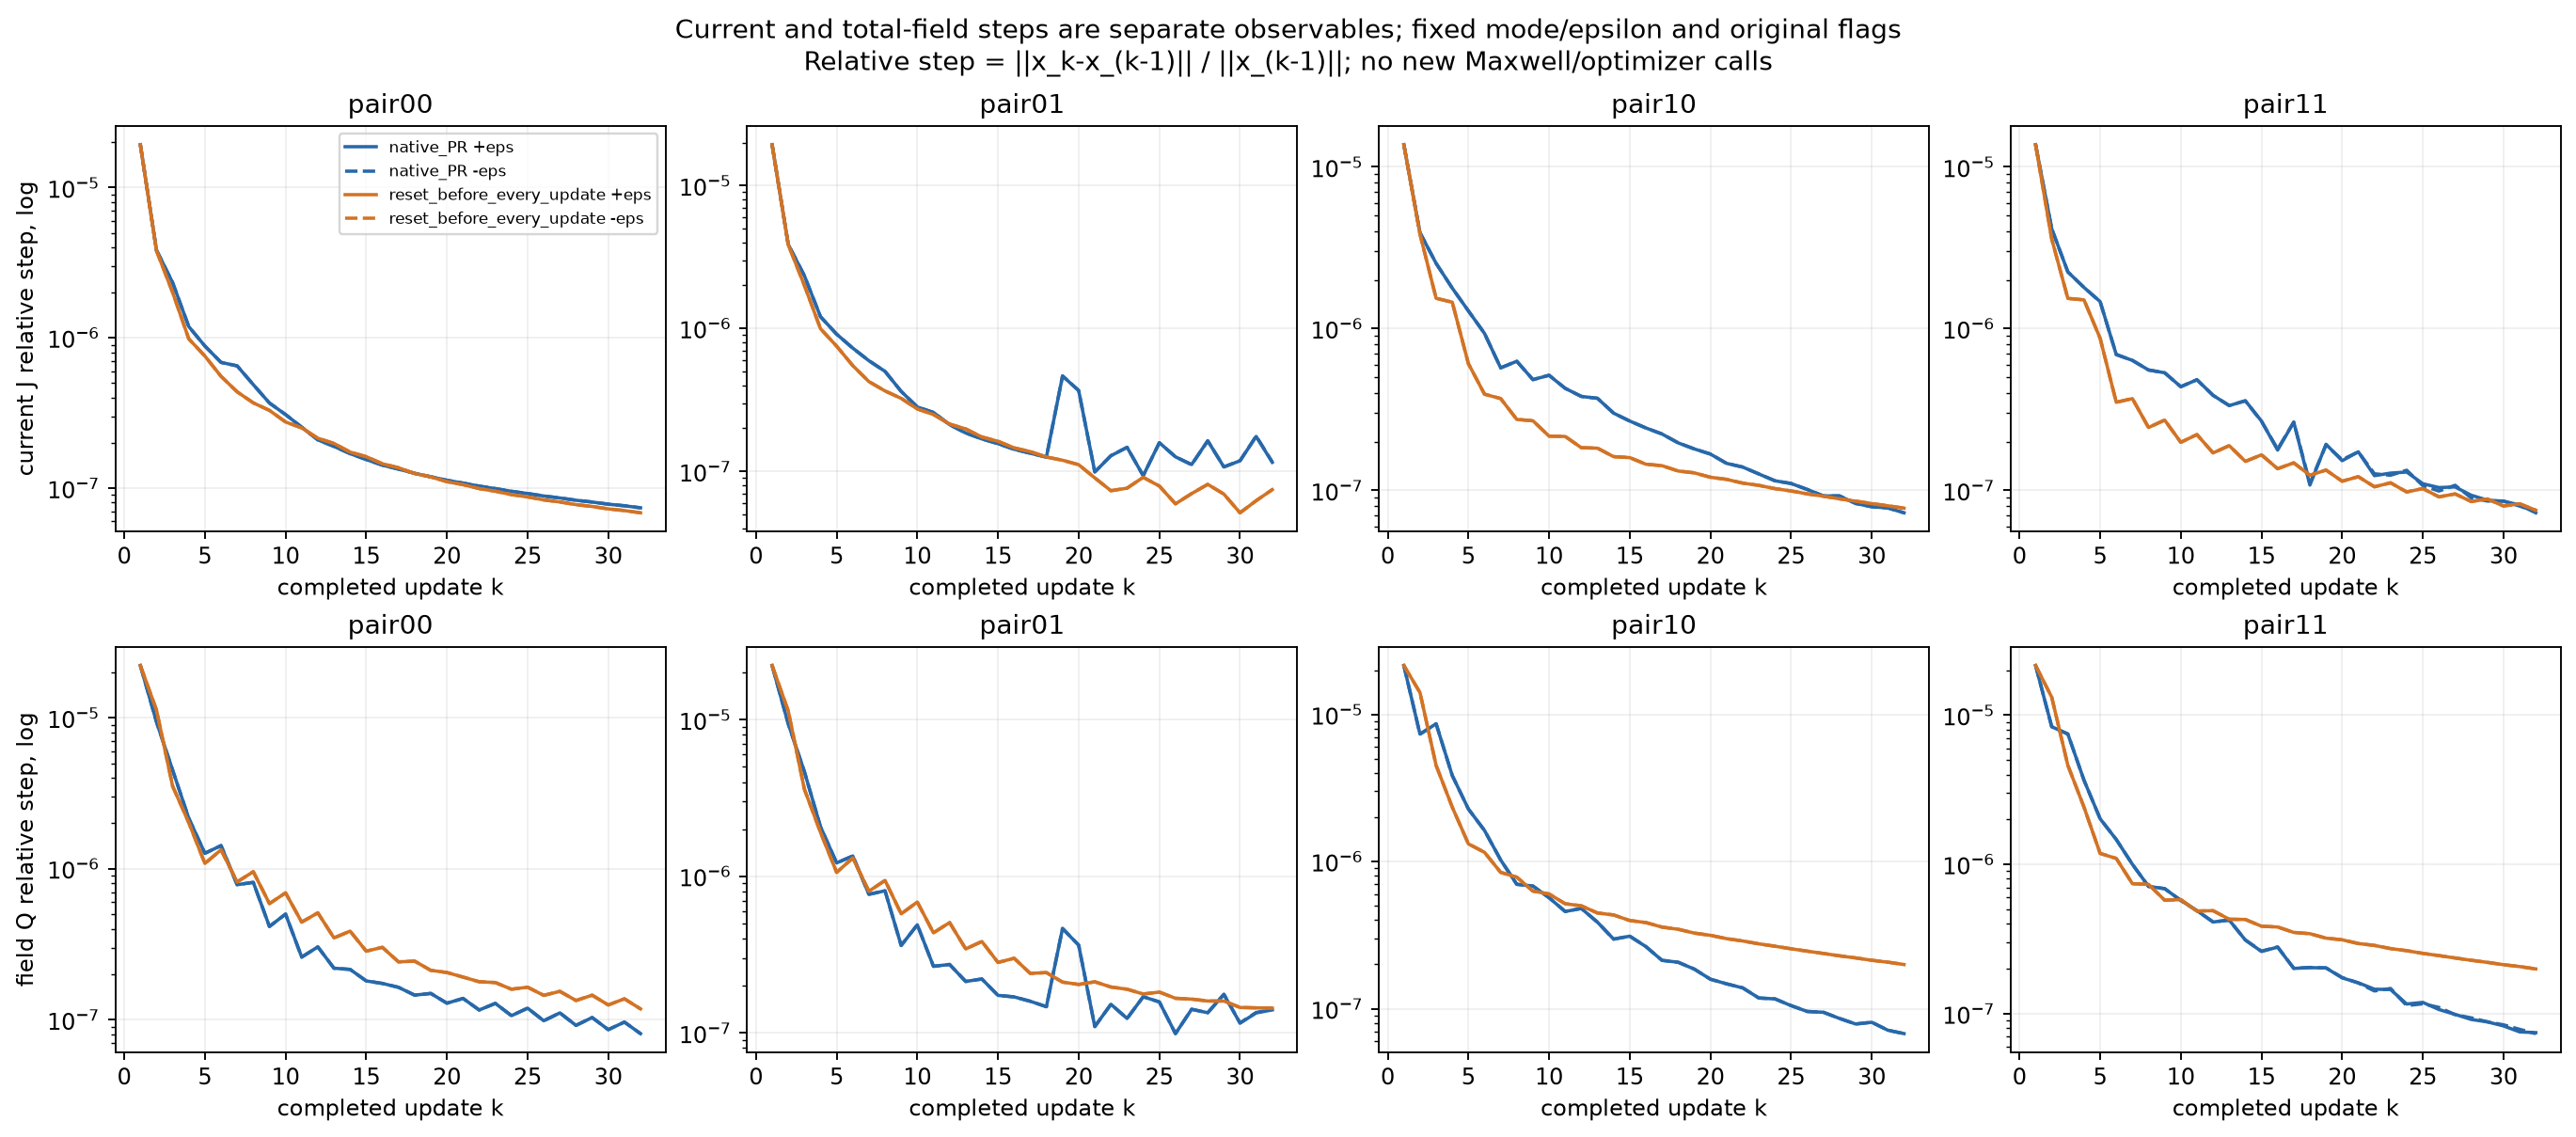 Current and total-field steps are separate observables; fixed mode/epsilon and original flags
Relative step = ||x_k-x_(k-1)|| / ||x_(k-1)||; no new Maxwell/optimizer calls
pair00
pair01
pair10
pair11
native_PR +eps
native_PR -eps
reset_before_every_update +eps
reset_before_every_update -eps
current J relative step, log
10⁻⁵
10⁻⁶
10⁻⁷
10⁻⁵
10⁻⁶
10⁻⁷
10⁻⁵
10⁻⁶
10⁻⁷
10⁻⁵
10⁻⁶
10⁻⁷
0 5 10 15 20 25 30
0 5 10 15 20 25 30
0 5 10 15 20 25 30
0 5 10 15 20 25 30
completed update k
completed update k
completed update k
completed update k
pair00
pair01
pair10
pair11
field Q relative step, log
10⁻⁵
10⁻⁶
10⁻⁷
10⁻⁵
10⁻⁶
10⁻⁷
10⁻⁵
10⁻⁶
10⁻⁷
10⁻⁵
10⁻⁶
10⁻⁷
0 5 10 15 20 25 30
0 5 10 15 20 25 30
0 5 10 15 20 25 30
0 5 10 15 20 25 30
completed update k
completed update k
completed update k
completed update k